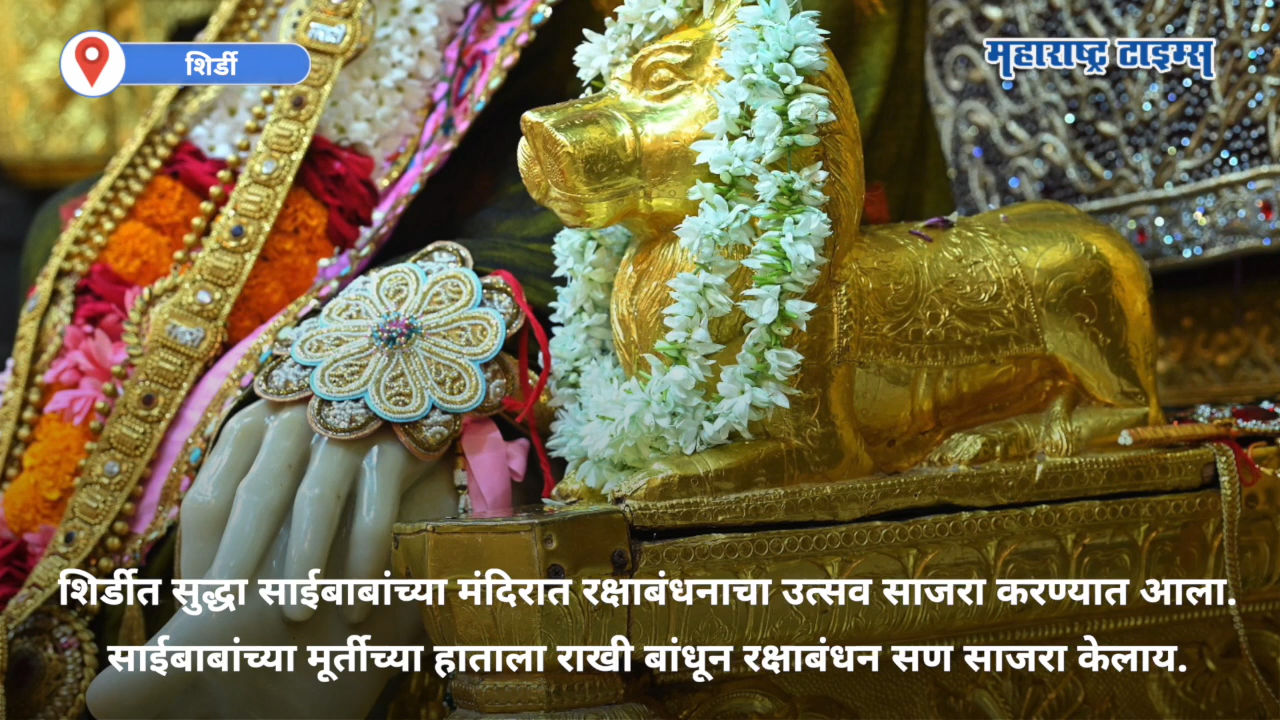 शिर्डी
महाराष्ट्र टाइम्स
शिर्डीत सुद्धा साईबाबांच्या मंदिरात रक्षाबंधनाचा उत्सव साजरा करण्यात आला.
साईबाबांच्या मूर्तीच्या हाताला राखी बांधून रक्षाबंधन सण साजरा केलाय.